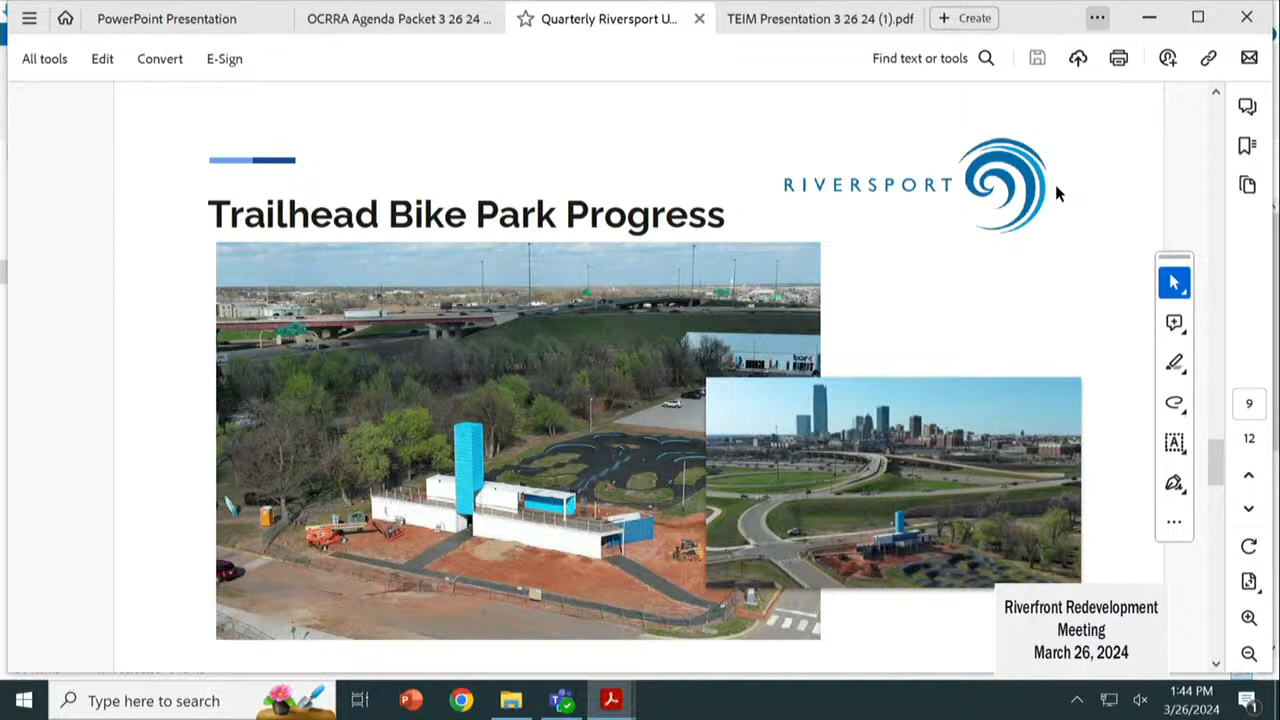 PowerPoint Presentation
OCRRA Agenda Packet 3 26 24 ...
Quarterly Riversport U...
TEIM Presentation 3 26 24 (1).pdf
Create
All tools
Edit
Convert
E-Sign
Find text or tools
RIVERSPORT
Trailhead Bike Park Progress
9
12
Riverfront Redevelopment
Meeting
March 26, 2024
Type here to search
1:44 PM
3/26/2024
1